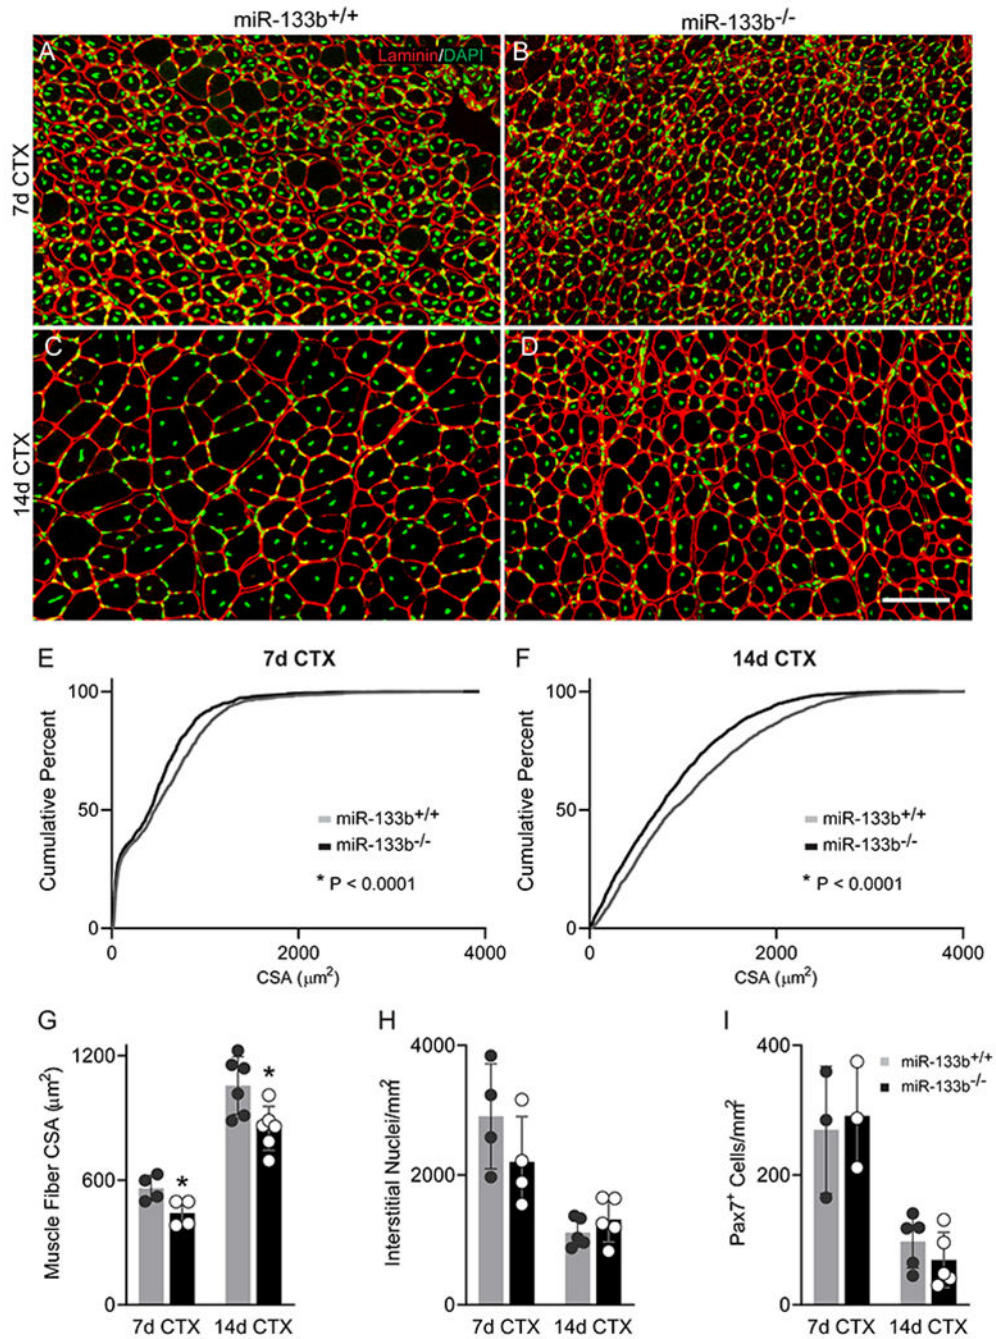 miR-133b+/+ miR-133b-/-
A Laminin/DAPI B
7d CTX
C D
14d CTX
E 7d CTX
100
50
0
Cumulative Percent
miR-133b+/+
miR-133b-/-
* P < 0.0001
0 2000 4000
CSA (μm2)
F 14d CTX
100
50
0
Cumulative Percent
miR-133b+/+
miR-133b-/-
* P < 0.0001
0 2000 4000
CSA (μm2)
G
1200
600
0
Muscle Fiber CSA (μm2)
* *
7d CTX 14d CTX
H
4000
2000
0
Interstitial Nuclei/mm2
7d CTX 14d CTX
I
400
200
0
Pax7+ Cells/mm2
miR-133b+/+
miR-133b-/-
7d CTX 14d CTX